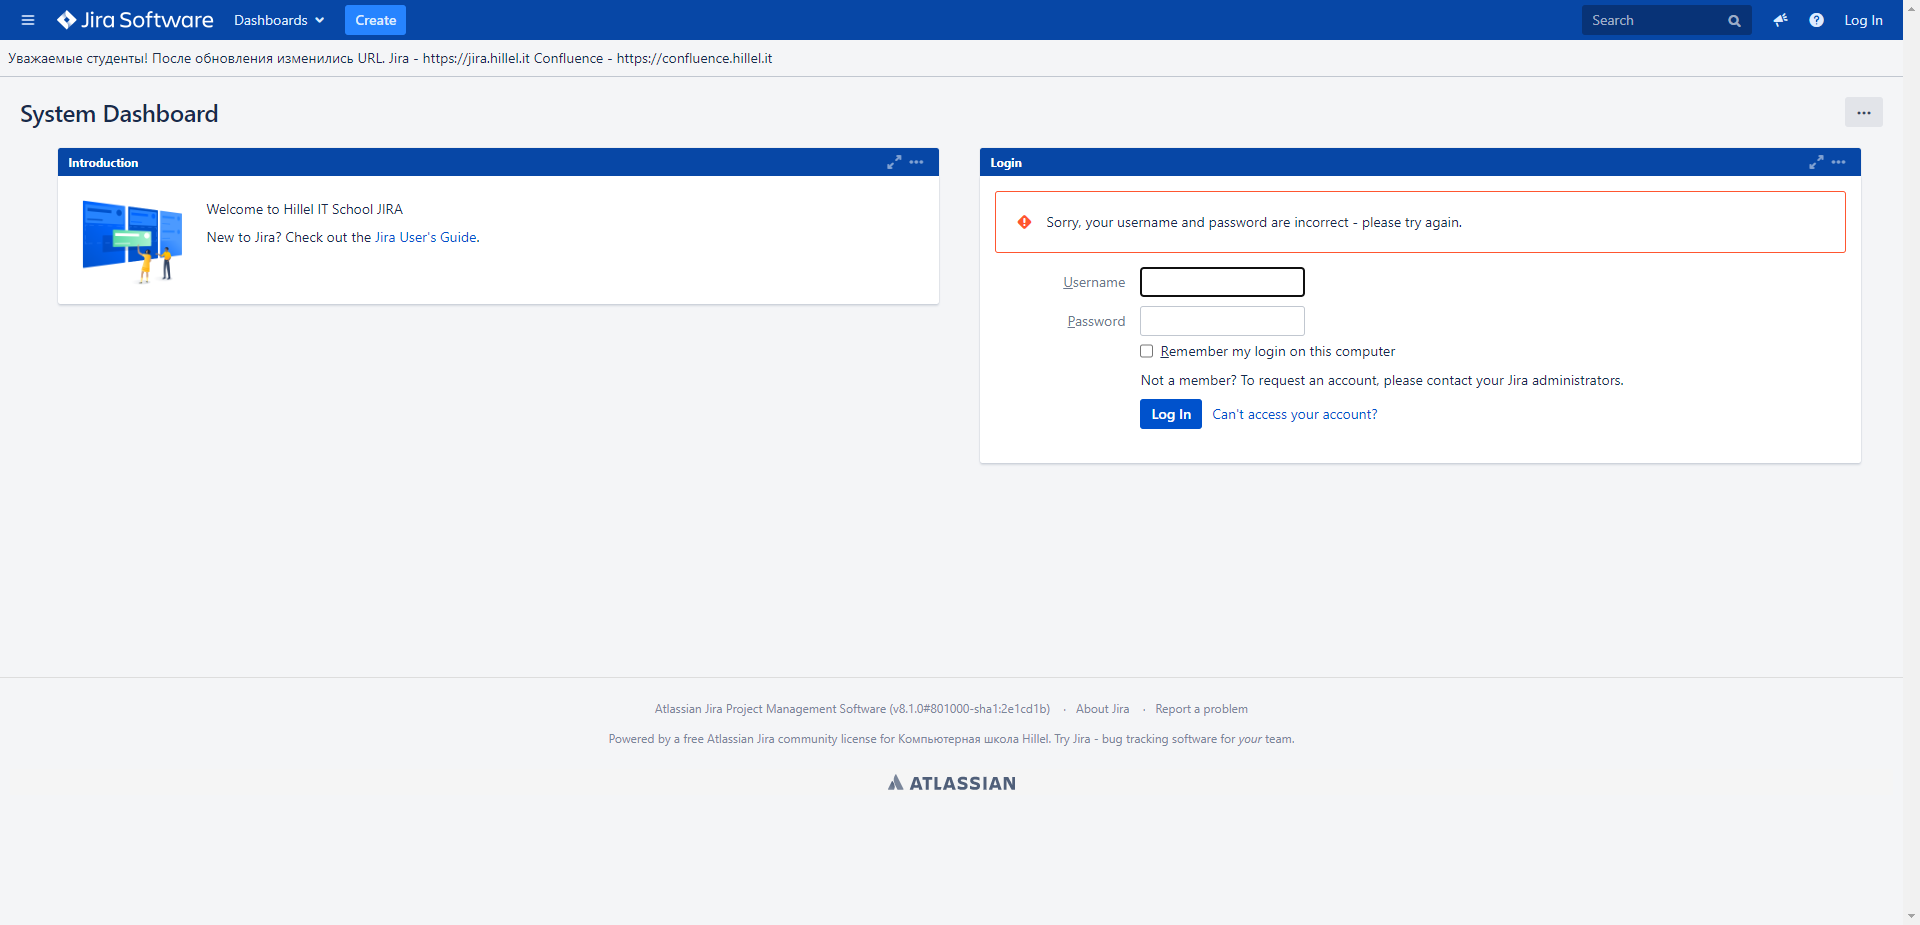 Jira Software Dashboards Create Search Log In
Уважаемые студенты! После обновления изменились URL. Jira - https://jira.hillel.it Confluence - https://confluence.hillel.it
System Dashboard
Introduction
Welcome to Hillel IT School JIRA
New to Jira? Check out the Jira User's Guide.
Login
Sorry, your username and password are incorrect - please try again.
Username
Password
Remember my login on this computer
Not a member? To request an account, please contact your Jira administrators.
Log In Can't access your account?
Atlassian Jira Project Management Software (v8.1.0#801000-sha1:2e1cd1b) · About Jira · Report a problem
Powered by a free Atlassian Jira community license for Компьютерная школа Hillel. Try Jira - bug tracking software for your team.
ATLASSIAN